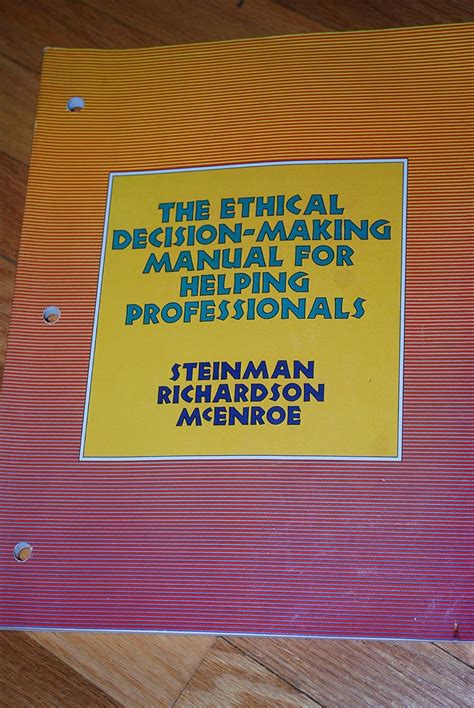 THE ETHICAL
DECISION-MAKING
MANUAL FOR
HELPING
PROFESSIONALS
STEINMAN
RICHARDSON
MCENROE